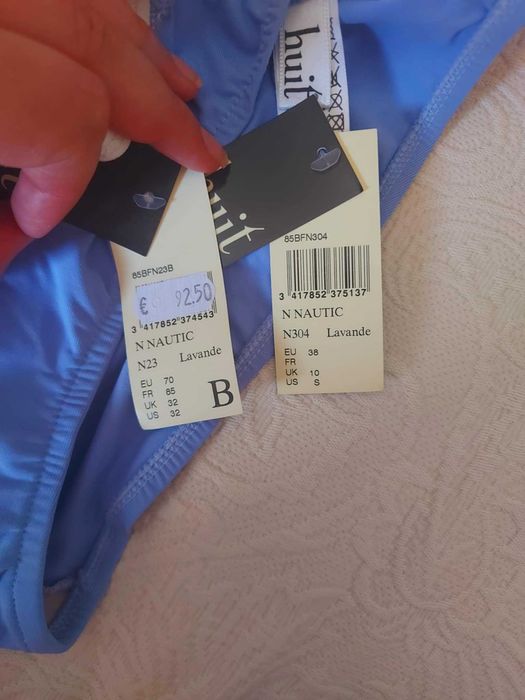 huit
huit
85BFN23B
€ 92.50
3 417852 374543
N NAUTIC
N23 Lavande
EU 70
FR 85
UK 32
US 32
B
85BFN304
3 417852 375137
N NAUTIC
N304 Lavande
EU 38
FR
UK 10
US S